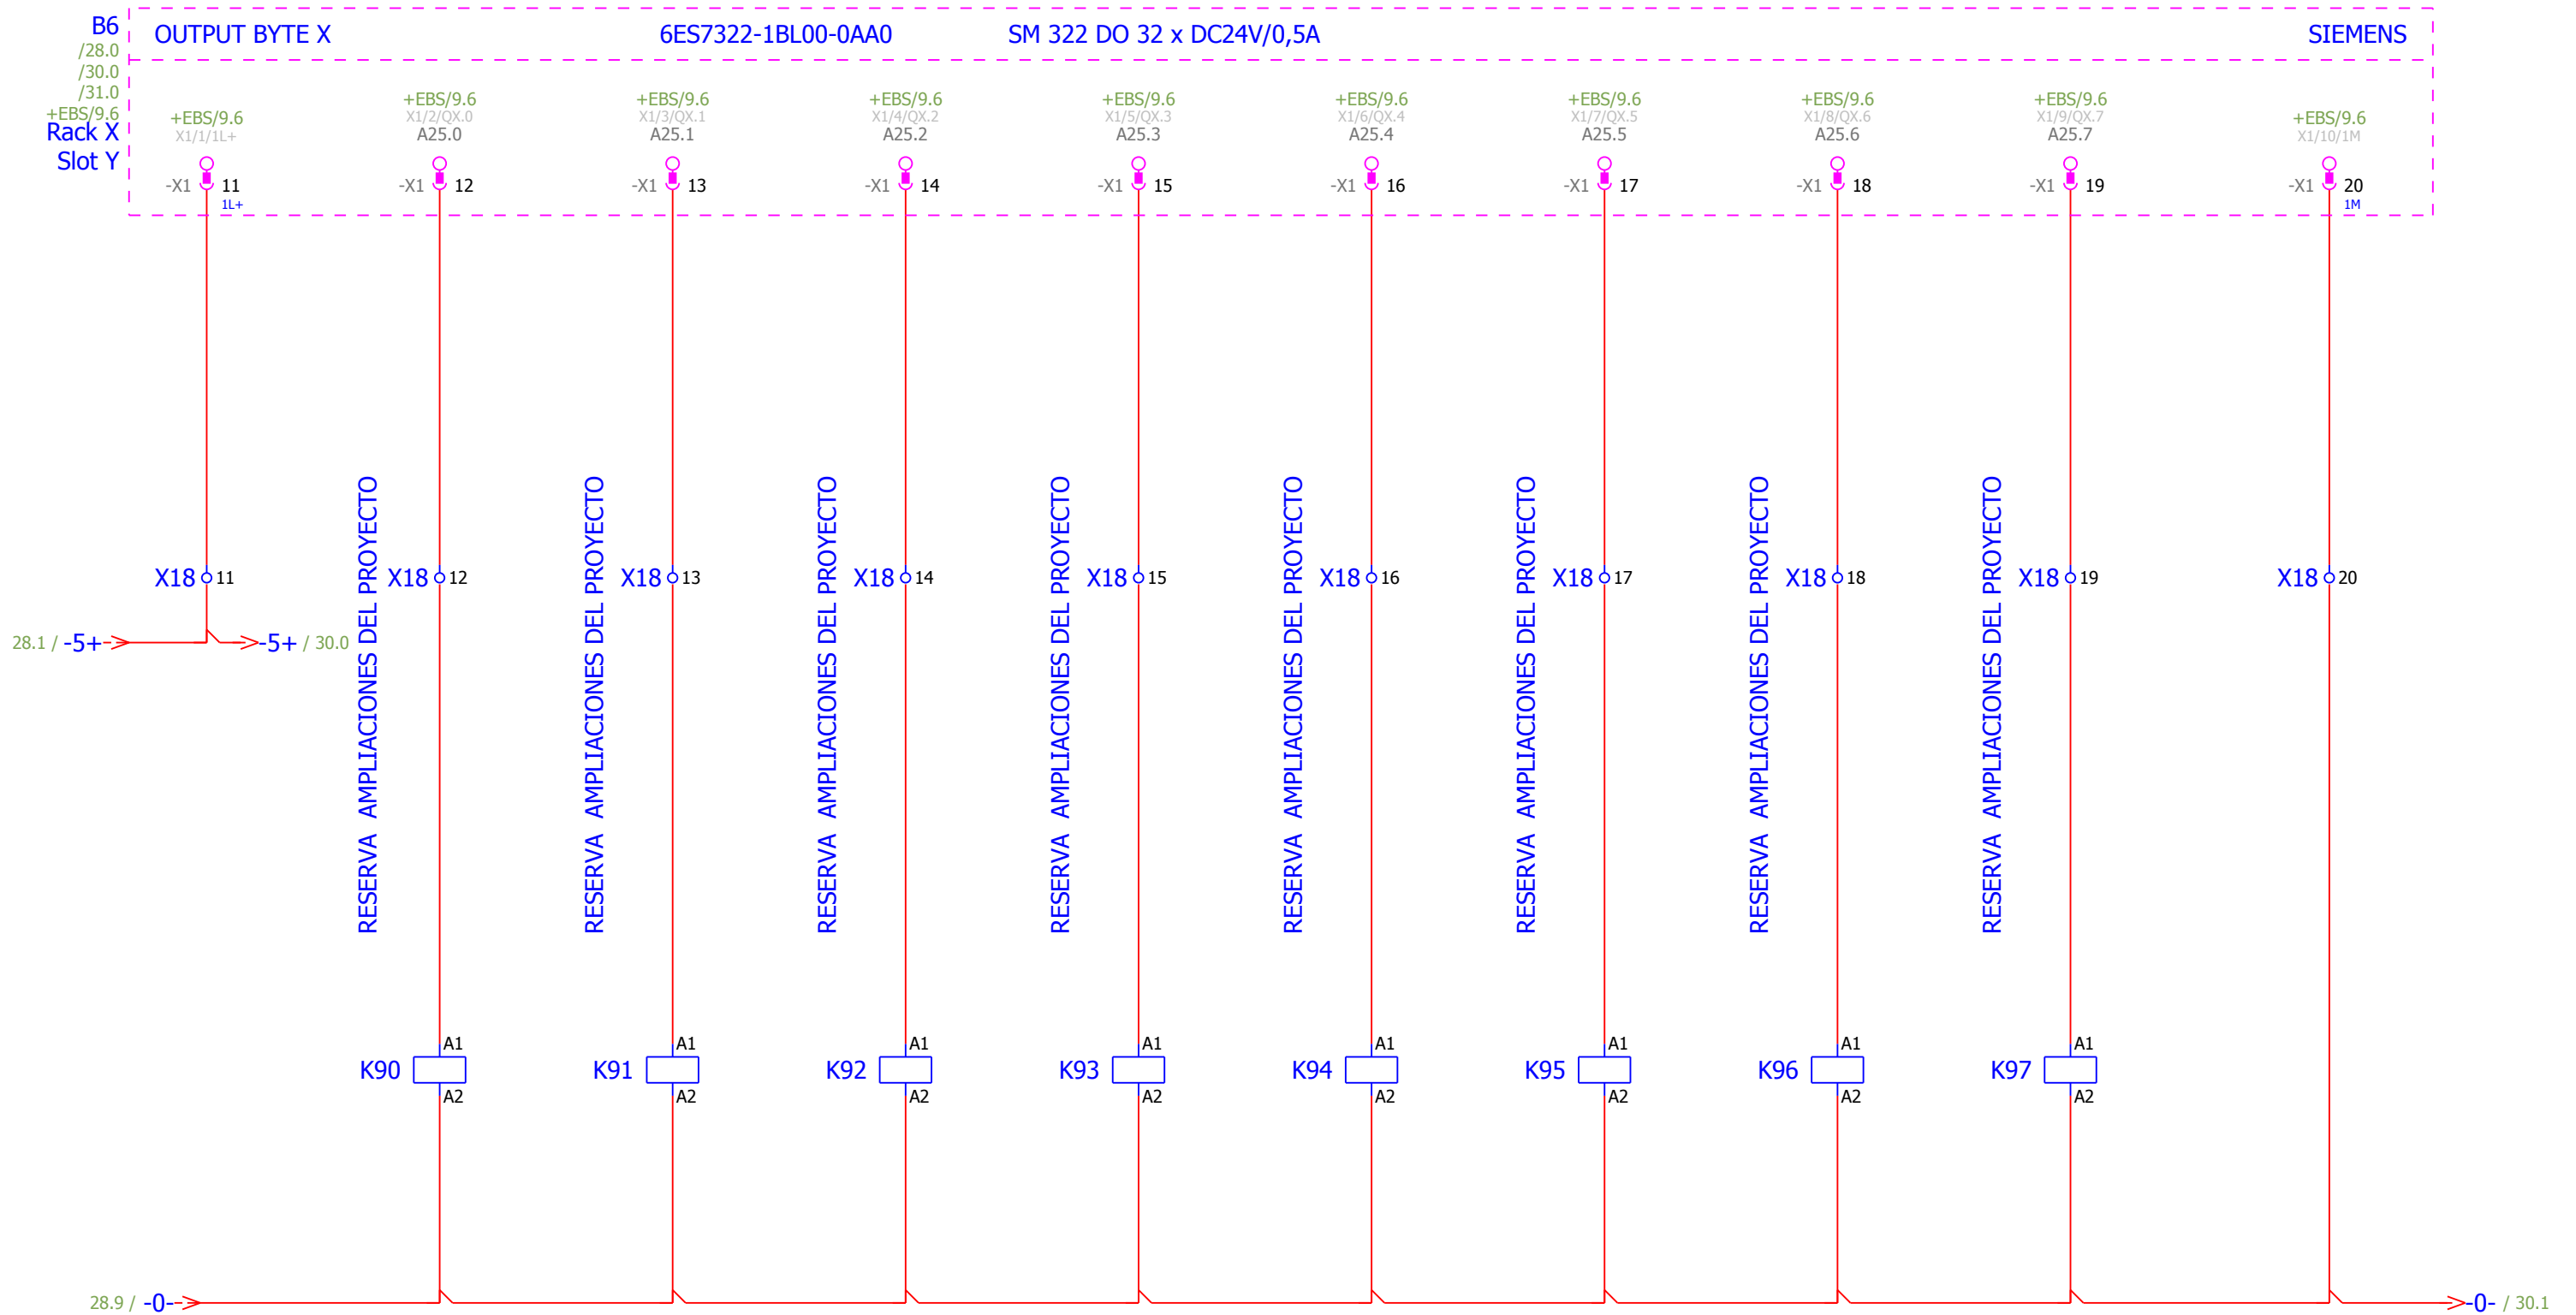 B6
OUTPUT BYTE X 6ES7322-1BL00-0AA0 SM 322 DO 32 x DC24V/0,5A SIEMENS
/28.0
/30.0
/31.0
+EBS/9.6
Rack X
Slot Y
+EBS/9.6 +EBS/9.6 +EBS/9.6 +EBS/9.6 +EBS/9.6 +EBS/9.6 +EBS/9.6 +EBS/9.6 +EBS/9.6 +EBS/9.6
X1/1/1L+ X1/2/QX.0 X1/3/QX.1 X1/4/QX.2 X1/5/QX.3 X1/6/QX.4 X1/7/QX.5 X1/8/QX.6 X1/9/QX.7 X1/10/1M
A25.0 A25.1 A25.2 A25.3 A25.4 A25.5 A25.6 A25.7
-X1 11 -X1 12 -X1 13 -X1 14 -X1 15 -X1 16 -X1 17 -X1 18 -X1 19 -X1 20
1L+ 1M
RESERVA AMPLIACIONES DEL PROYECTO
RESERVA AMPLIACIONES DEL PROYECTO
RESERVA AMPLIACIONES DEL PROYECTO
RESERVA AMPLIACIONES DEL PROYECTO
RESERVA AMPLIACIONES DEL PROYECTO
RESERVA AMPLIACIONES DEL PROYECTO
RESERVA AMPLIACIONES DEL PROYECTO
RESERVA AMPLIACIONES DEL PROYECTO
X18 11 X18 12 X18 13 X18 14 X18 15 X18 16 X18 17 X18 18 X18 19 X18 20
28.1 / -5+ -5+ / 30.0
A1 A1 A1 A1 A1 A1 A1 A1
K90 K91 K92 K93 K94 K95 K96 K97
A2 A2 A2 A2 A2 A2 A2 A2
28.9 / -0- -0- / 30.1